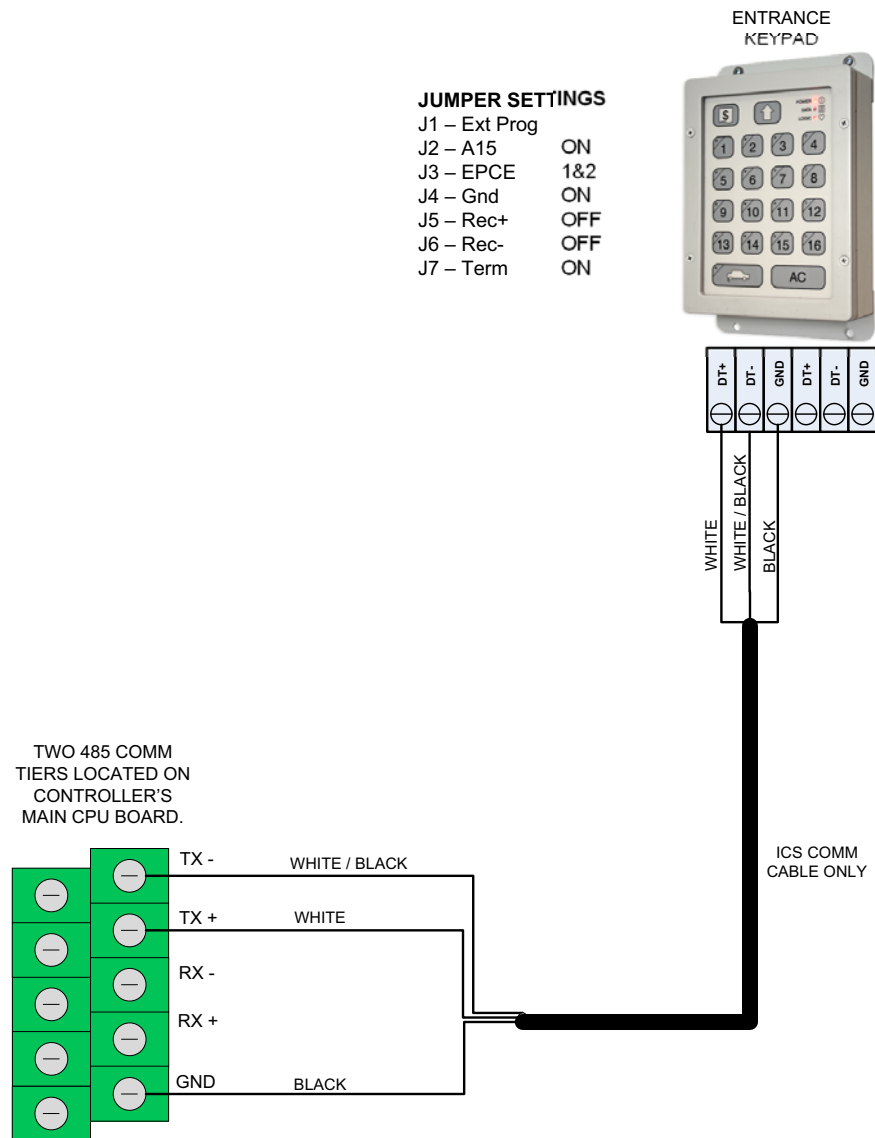 ENTRANCE
KEYPAD
JUMPER SETTINGS
J1 – Ext Prog
J2 – A15 ON
J3 – EPCE 1&2
J4 – Gnd ON
J5 – Rec+ OFF
J6 – Rec- OFF
J7 – Term ON
POWER
DATA
LOGIC
$
1 2 3 4
5 6 7 8
9 10 11 12
13 14 15 16
AC
DT+ DT- GND DT+ DT- GND
WHITE
WHITE / BLACK
BLACK
TWO 485 COMM
TIERS LOCATED ON
CONTROLLER'S
MAIN CPU BOARD.
TX - WHITE / BLACK
TX + WHITE
RX -
RX +
GND BLACK
ICS COMM
CABLE ONLY